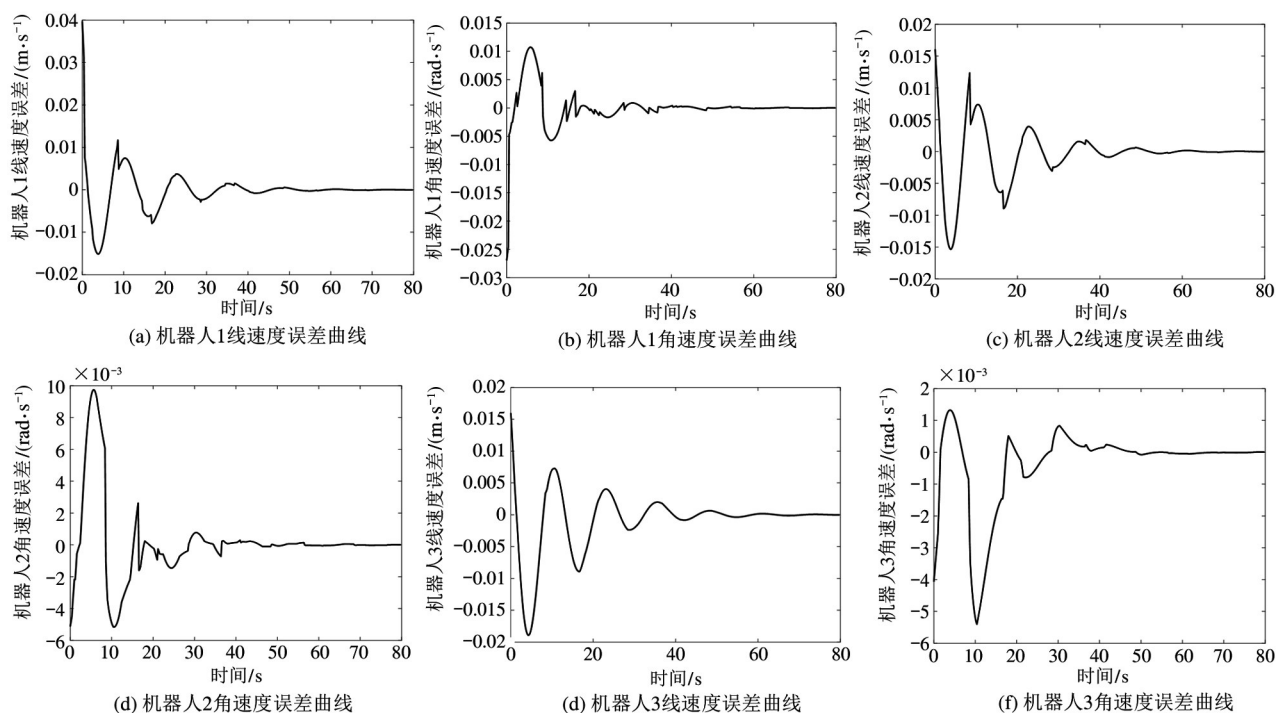 机器人1线速度误差/(m·s⁻¹)
0.04
0.03
0.02
0.01
0
−0.01
−0.02
0 10 20 30 40 50 60 70 80
时间/s
(a) 机器人1线速度误差曲线
机器人1角速度误差/(rad·s⁻¹)
0.015
0.01
0.005
0
−0.005
−0.01
−0.015
−0.02
−0.025
−0.03
0 20 40 60 80
时间/s
(b) 机器人1角速度误差曲线
机器人2线速度误差/(m·s⁻¹)
0.02
0.015
0.01
0.005
0
−0.005
−0.01
−0.015
−0.02
0 20 40 60 80
时间/s
(c) 机器人2线速度误差曲线
机器人2角速度误差/(rad·s⁻¹)
×10⁻³
10
8
6
4
2
0
−2
−4
−6
0 10 20 30 40 50 60 70 80
时间/s
(d) 机器人2角速度误差曲线
机器人3线速度误差/(m·s⁻¹)
0.02
0.015
0.01
0.005
0
−0.005
−0.01
−0.015
−0.02
0 20 40 60 80
时间/s
(d) 机器人3线速度误差曲线
机器人3角速度误差/(rad·s⁻¹)
×10⁻³
2
1
0
−1
−2
−3
−4
−5
−6
0 10 20 30 40 50 60 70 80
时间/s
(f) 机器人3角速度误差曲线